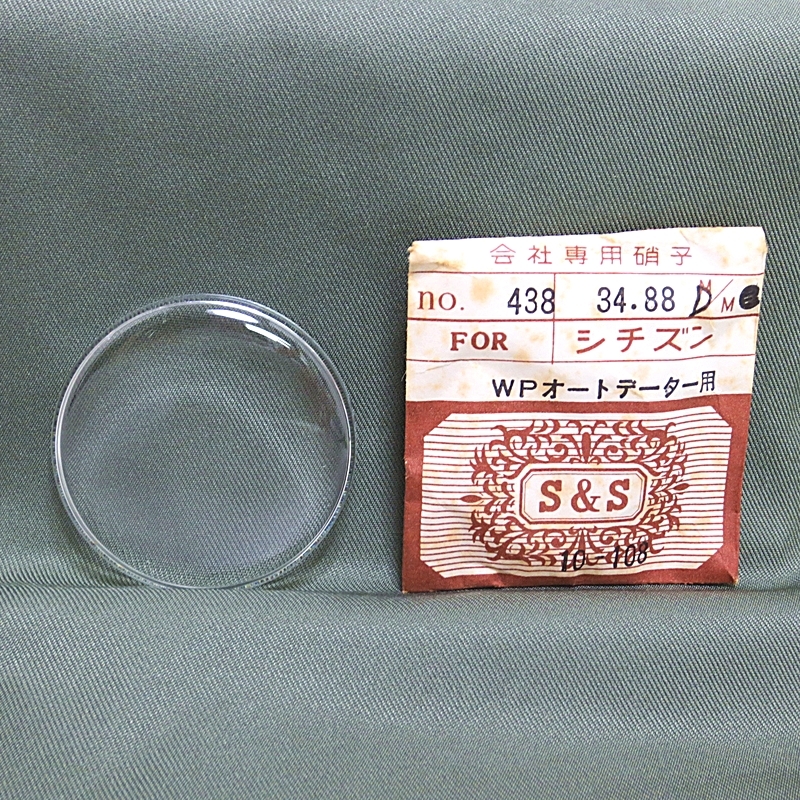 会社専用硝子
no. 438 34.88 D M/M
FOR シチズン
WPオートデーター用
S&S
10-108